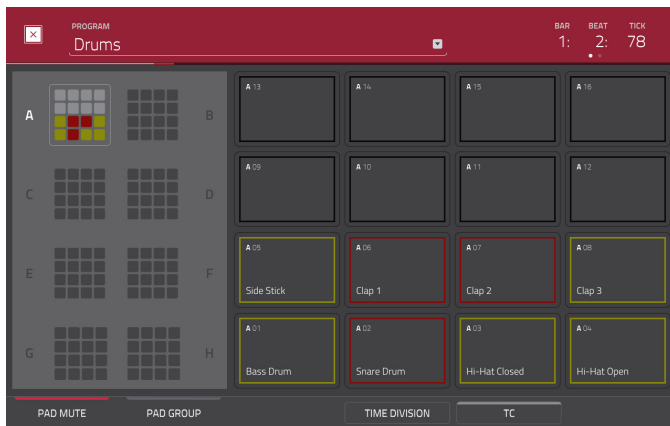 PROGRAM
Drums
BAR BEAT TICK
1: 2: 78
A B
C D
E F
G H
A 13 A 14 A 15 A 16
A 09 A 10 A 11 A 12
A 05 A 06 A 07 A 08
Side Stick Clap 1 Clap 2 Clap 3
A 01 A 02 A 03 A 04
Bass Drum Snare Drum Hi-Hat Closed Hi-Hat Open
PAD MUTE PAD GROUP TIME DIVISION TC